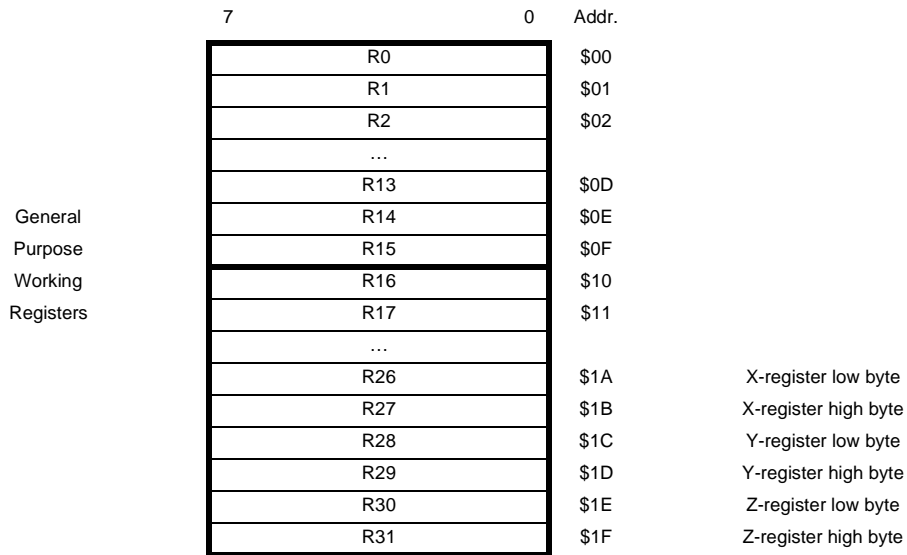 7 0 Addr.
R0 $00
R1 $01
R2 $02
…
R13 $0D
General R14 $0E
Purpose R15 $0F
Working R16 $10
Registers R17 $11
…
R26 $1A X-register low byte
R27 $1B X-register high byte
R28 $1C Y-register low byte
R29 $1D Y-register high byte
R30 $1E Z-register low byte
R31 $1F Z-register high byte